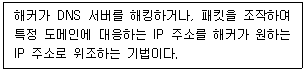 해커가 DNS 서버를 해킹하거나, 패킷을 조작하여
특정 도메인에 대응하는 IP 주소를 해커가 원하는
IP 주소로 위조하는 기법이다.